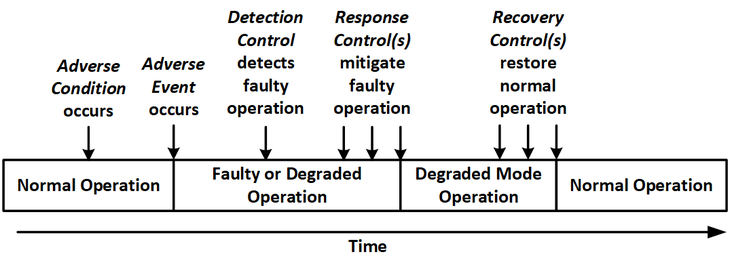 Adverse
Condition
occurs
Adverse
Event
occurs
Detection
Control
detects
faulty
operation
Response
Control(s)
mitigate
faulty
operation
Recovery
Control(s)
restore
normal
operation
Normal Operation
Faulty or Degraded
Operation
Degraded Mode
Operation
Normal Operation
Time